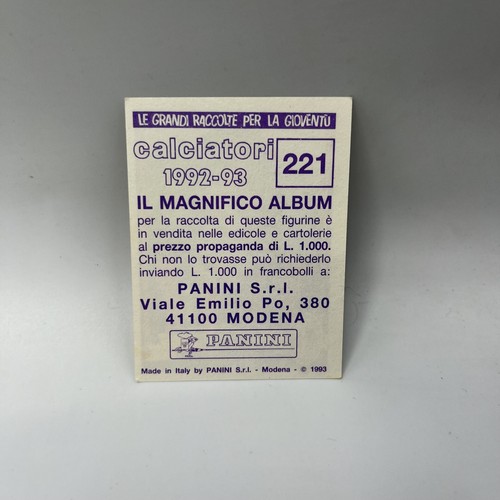 LE GRANDI RACCOLTE PER LA GIOVENTÙ
calciatori
1992-93
221
IL MAGNIFICO ALBUM
per la raccolta di queste figurine è
in vendita nelle edicole e cartolerie
al prezzo propaganda di L. 1.000.
Chi non lo trovasse può richiederlo
inviando L. 1.000 in francobolli a:
PANINI S.r.l.
Viale Emilio Po, 380
41100 MODENA
PANINI
Made in Italy by PANINI S.r.l. - Modena - © 1993